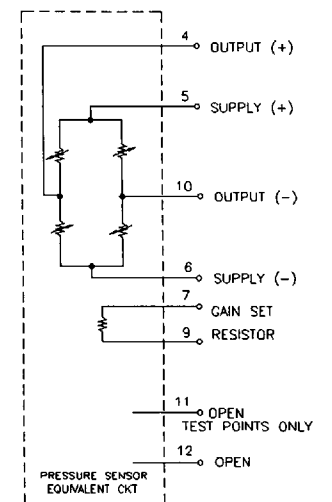 4 OUTPUT (+)
5 SUPPLY (+)
10 OUTPUT (-)
6 SUPPLY (-)
7 GAIN SET
9 RESISTOR
11 OPEN
TEST POINTS ONLY
12 OPEN
PRESSURE SENSOR
EQUIVALENT CKT